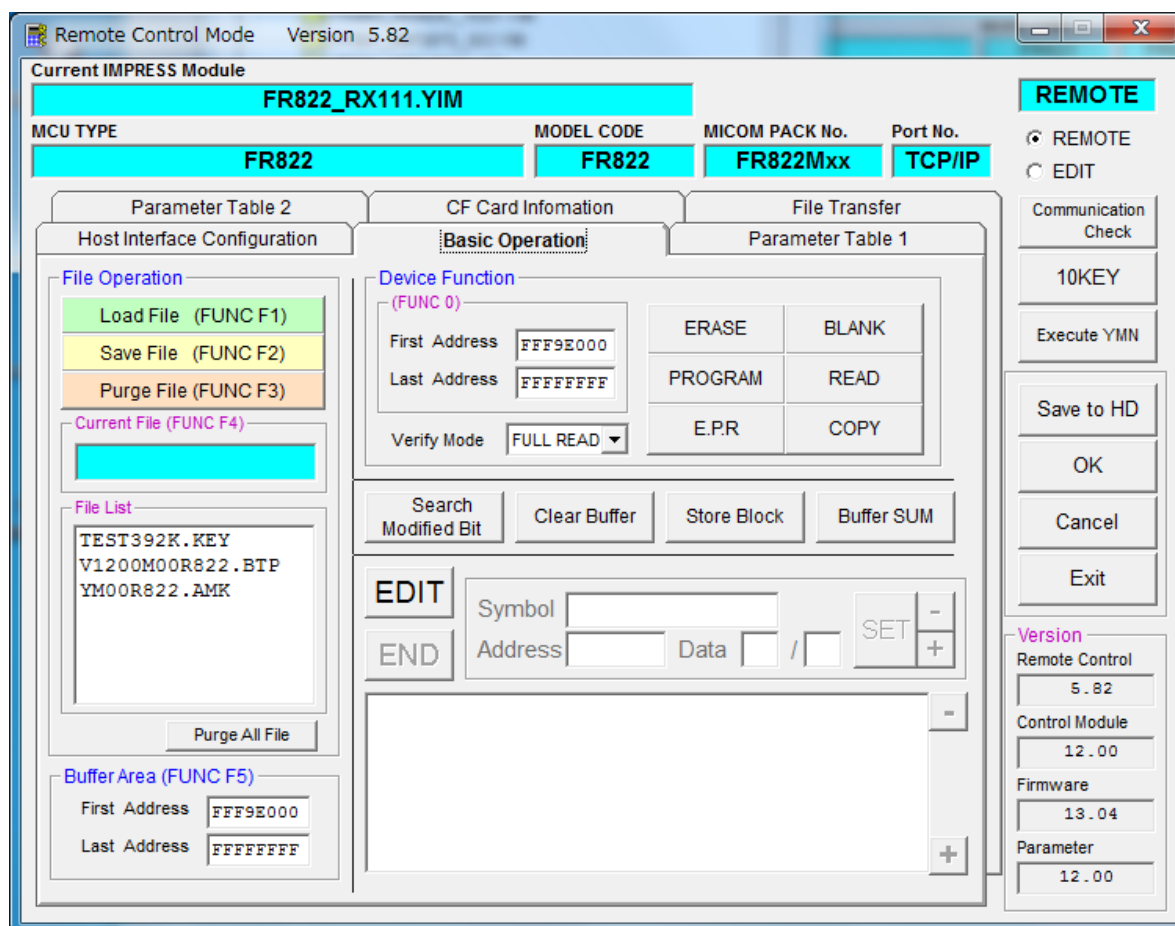 Remote Control Mode Version 5.82
Current IMPRESS Module
FR822_RX111.YIM
REMOTE
MCU TYPE MODEL CODE MICOM PACK No. Port No.
FR822 FR822 FR822Mxx TCP/IP
REMOTE
EDIT
Parameter Table 2 CF Card Infomation File Transfer
Host Interface Configuration Basic Operation Parameter Table 1
Communication
Check
10KEY
Execute YMN
Save to HD
OK
Cancel
Exit
File Operation
Load File (FUNC F1)
Save File (FUNC F2)
Purge File (FUNC F3)
Current File (FUNC F4)
File List
TEST392K.KEY
V1200M00R822.BTP
YM00R822.AMK
Purge All File
Buffer Area (FUNC F5)
First Address FFF9E000
Last Address FFFFFFFF
Device Function
(FUNC 0)
First Address FFF9E000
Last Address FFFFFFFF
Verify Mode FULL READ
ERASE BLANK
PROGRAM READ
E.P.R COPY
Search
Modified Bit
Clear Buffer
Store Block
Buffer SUM
EDIT
END
Symbol
Address Data /
SET
-
+
-
+
Version
Remote Control
5.82
Control Module
12.00
Firmware
13.04
Parameter
12.00